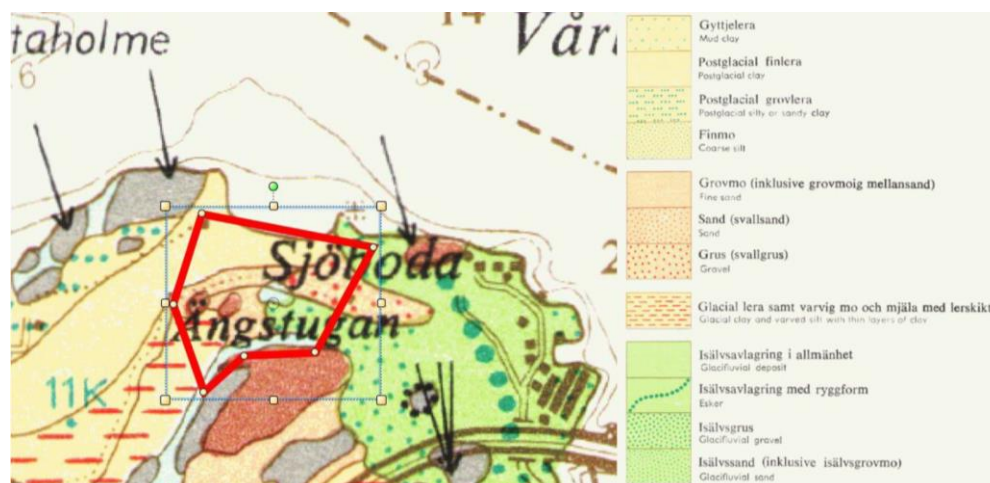 taholme
14
Vårl
6
3
Sjöboda
2
Ängstugan
11K
Gyttjelera
Mud clay
Postglacial finlera
Postglacial clay
Postglacial grovlera
Postglacial silty or sandy clay
Finmo
Coarse silt
Grovmo (inklusive grovmoig mellansand)
Fine sand
Sand (svallsand)
Sand
Grus (svallgrus)
Gravel
Glacial lera samt varvig mo och mjäla med lerskikt
Glacial clay and varved silt with thin layers of clay
Isälvsavlagring i allmänhet
Glacifluvial deposit
Isälvsavlagring med ryggform
Esker
Isälvsgrus
Glacifluvial gravel
Isälvssand (inklusive isälvsgrovmo)
Glacifluvial sand